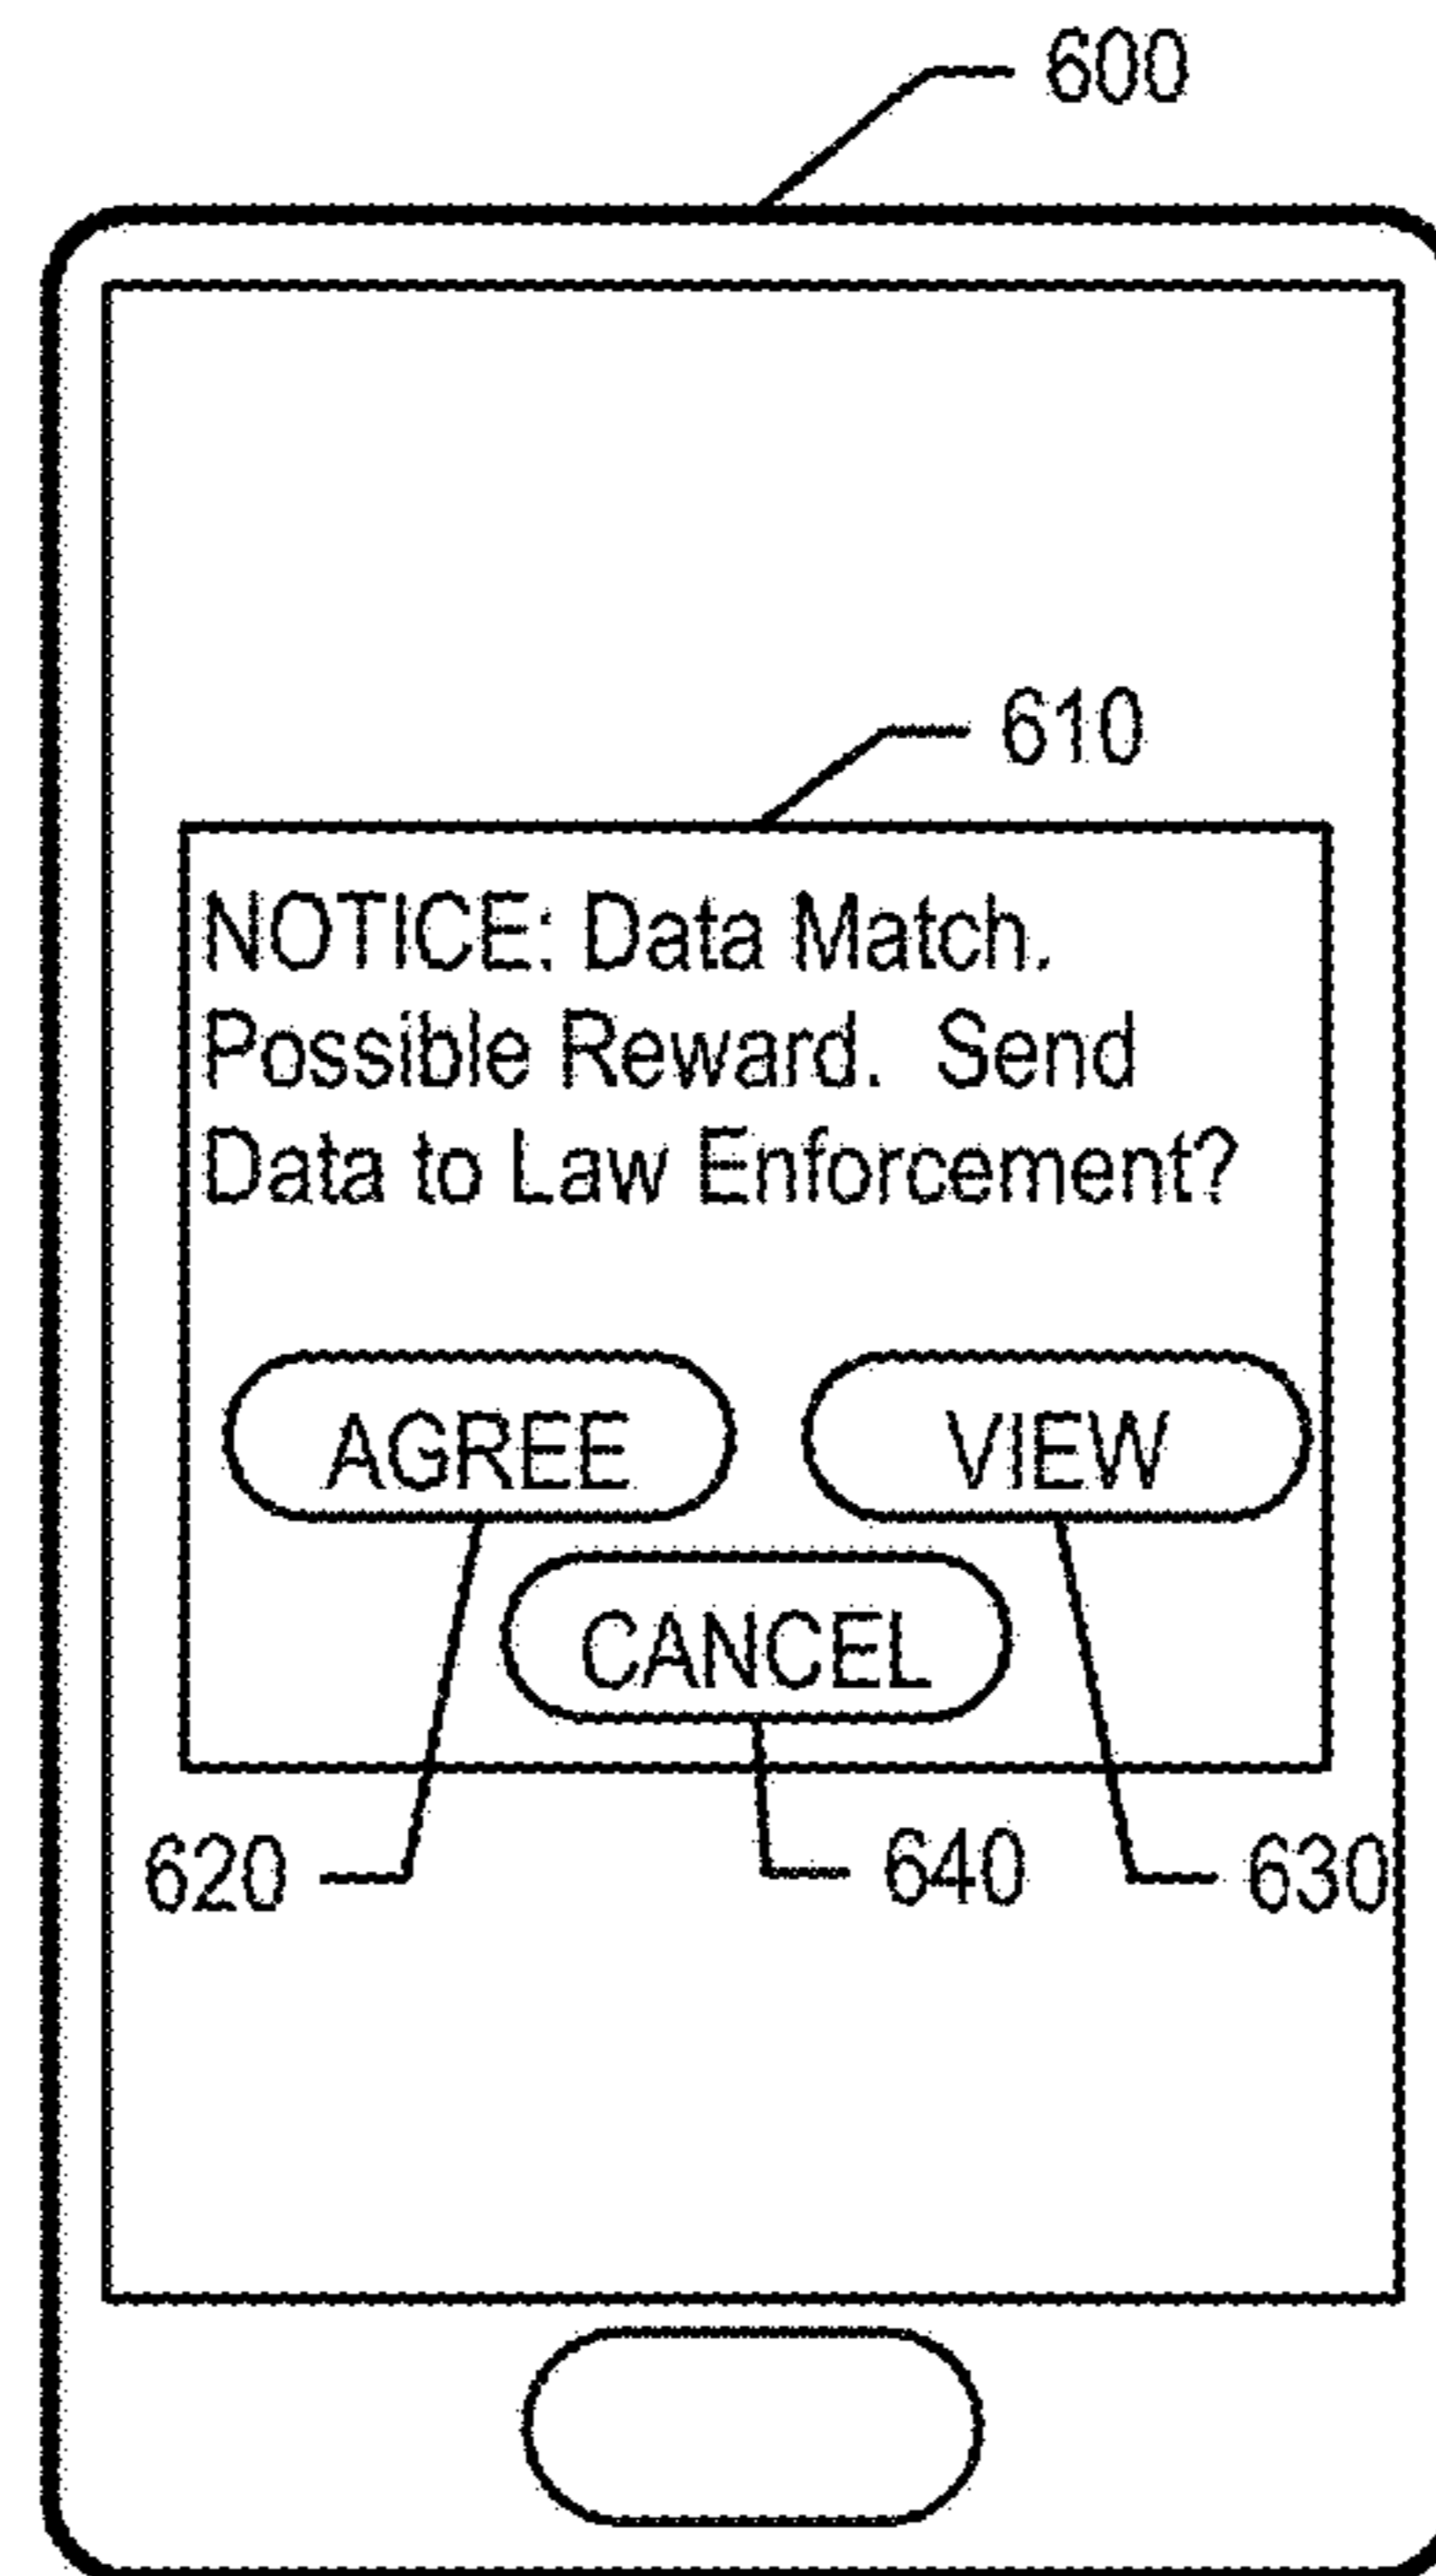 600
610
NOTICE: Data Match.
Possible Reward.  Send
Data to Law Enforcement?
AGREE VIEW
CANCEL
620 640 630